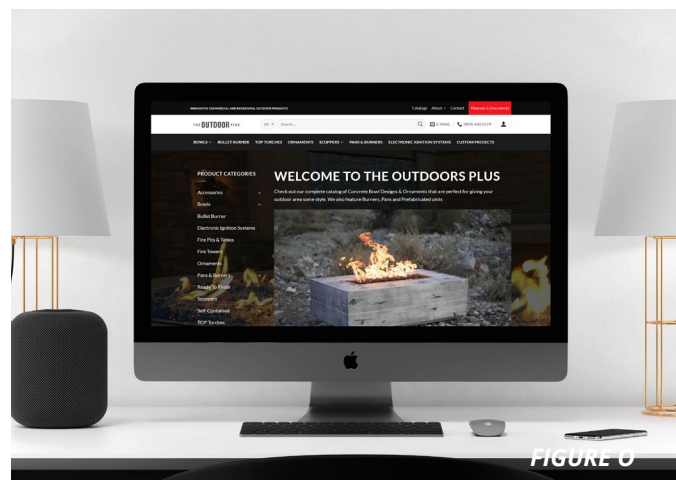 INNOVATIVE COMMERCIAL AND RESIDENTIAL OUTDOOR PRODUCTS
Catalogs About Contact Manuals & Documents
THE OUTDOOR PLUS All Search... E-MAIL (909) 460-5579
BOWLS BULLET BURNER TOP TORCHES ORNAMENTS SCUPPERS PANS & BURNERS ELECTRONIC IGNITION SYSTEMS CUSTOM PROJECTS
PRODUCT CATEGORIES
Accessories
Bowls
Bullet Burner
Electronic Ignition Systems
Fire Pits & Tables
Fire Towers
Ornaments
Pans & Burners
Ready To Finish
Scuppers
Self-Contained
TOP Torches
WELCOME TO THE OUTDOORS PLUS
Check out our complete catalog of Concrete Bowl Designs & Ornaments that are perfect for giving your
outdoor area some style. We also feature Burners, Pans and Prefabricated units
FIGURE O